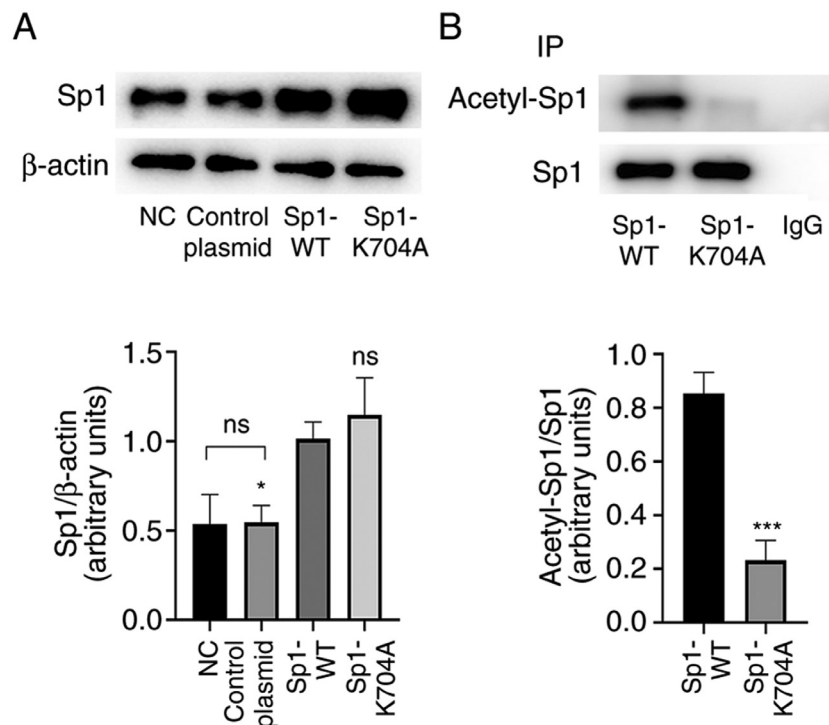 A
Sp1
β-actin
NC
Control
plasmid
Sp1-
WT
Sp1-
K704A
B
IP
Acetyl-Sp1
Sp1
Sp1-
WT
Sp1-
K704A
IgG
Sp1/β-actin
(arbitrary units)
1.5
1.0
0.5
0.0
ns
*
ns
NC
Control
plasmid
Sp1-
WT
Sp1-
K704A
Acetyl-Sp1/Sp1
(arbitrary units)
1.0
0.8
0.6
0.4
0.2
0.0
***
Sp1-
WT
Sp1-
K704A